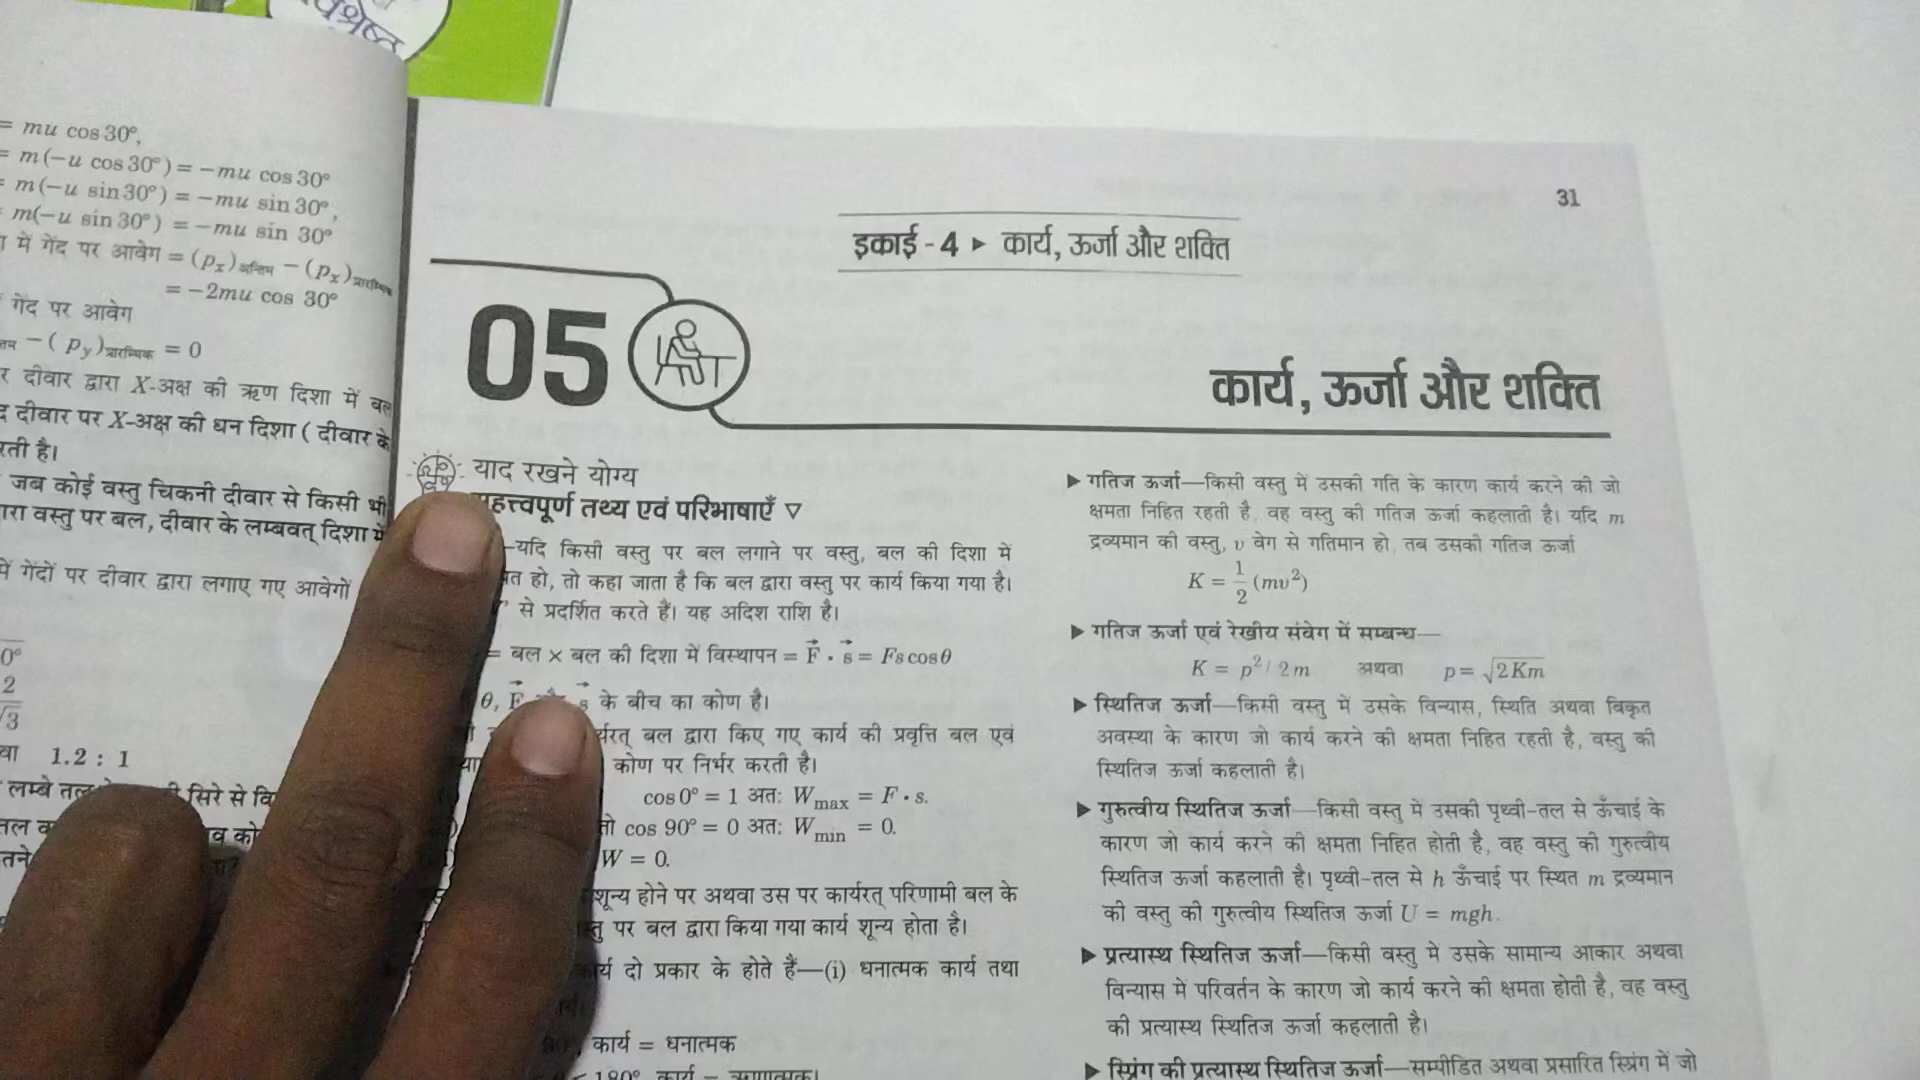 = mu cos 30°,
= m(−u cos 30°) = −mu cos 30°
= m(−u sin 30°) = −mu sin 30°,
m(−u sin 30°) = −mu sin 30°
में गेंद पर आवेग = (pₓ)अन्तिम − (pₓ)प्रारम्भिक
= −2mu cos 30°
गेंद पर आवेग
− ( p_y)प्रारम्भिक = 0
दीवार द्वारा X-अक्ष की ऋण दिशा में बल
दीवार पर X-अक्ष की धन दिशा ( दीवार के
रती है।
जब कोई वस्तु चिकनी दीवार से किसी भी
वस्तु पर बल, दीवार के लम्बवत् दिशा में
में गेंदों पर दीवार द्वारा लगाए गए आवेगों
0°
2
√3
1.2 : 1
लम्बे तल
सिरे से
31
इकाई - 4 ► कार्य, ऊर्जा और शक्ति
05
कार्य, ऊर्जा और शक्ति
याद रखने योग्य
महत्त्वपूर्ण तथ्य एवं परिभाषाएँ ▽
—यदि किसी वस्तु पर बल लगाने पर वस्तु, बल की दिशा में
हो, तो कहा जाता है कि बल द्वारा वस्तु पर कार्य किया गया है।
से प्रदर्शित करते हैं। यह अदिश राशि है।
= बल × बल की दिशा में विस्थापन = F⃗ · s⃗ = Fs cosθ
θ, F⃗ s⃗ के बीच का कोण है।
बल द्वारा किए गए कार्य की प्रवृत्ति बल एवं
कोण पर निर्भर करती है।
cos 0° = 1 अतः W_max = F · s.
तो cos 90° = 0 अतः W_min = 0.
W = 0.
शून्य होने पर अथवा उस पर कार्यरत् परिणामी बल के
पर बल द्वारा किया गया कार्य शून्य होता है।
कार्य दो प्रकार के होते हैं—(i) धनात्मक कार्य तथा
कार्य = धनात्मक
< 180°, कार्य = ऋणात्मक।
► गतिज ऊर्जा—किसी वस्तु में उसकी गति के कारण कार्य करने की जो
क्षमता निहित रहती है, वह वस्तु की गतिज ऊर्जा कहलाती है। यदि m
द्रव्यमान की वस्तु, υ वेग से गतिमान हो, तब उसकी गतिज ऊर्जा
K = 1/2 (mυ²)
► गतिज ऊर्जा एवं रेखीय संवेग में सम्बन्ध—
K = p² / 2m अथवा p = √2Km
► स्थितिज ऊर्जा—किसी वस्तु में उसके विन्यास, स्थिति अथवा विकृत
अवस्था के कारण जो कार्य करने की क्षमता निहित रहती है, वस्तु की
स्थितिज ऊर्जा कहलाती है।
► गुरुत्वीय स्थितिज ऊर्जा—किसी वस्तु में उसकी पृथ्वी-तल से ऊँचाई के
कारण जो कार्य करने की क्षमता निहित होती है, वह वस्तु की गुरुत्वीय
स्थितिज ऊर्जा कहलाती है। पृथ्वी-तल से h ऊँचाई पर स्थित m द्रव्यमान
की वस्तु की गुरुत्वीय स्थितिज ऊर्जा U = mgh.
► प्रत्यास्थ स्थितिज ऊर्जा—किसी वस्तु में उसके सामान्य आकार अथवा
विन्यास में परिवर्तन के कारण जो कार्य करने की क्षमता होती है, वह वस्तु
की प्रत्यास्थ स्थितिज ऊर्जा कहलाती है।
► स्प्रिंग की प्रत्यास्थ स्थितिज ऊर्जा—सम्पीडित अथवा प्रसारित स्प्रिंग में जो